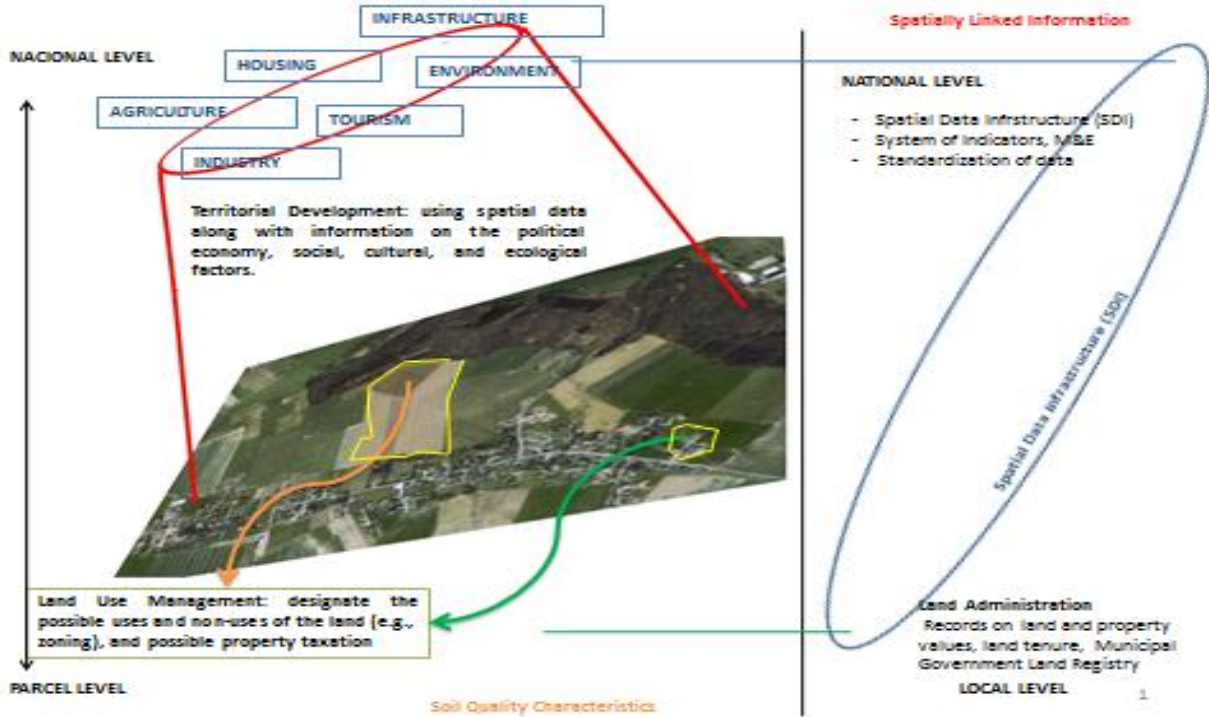 INFRASTRUCTURE
Spatially Linked Information
NACIONAL LEVEL
HOUSING
ENVIRONMENT
AGRICULTURE
TOURISM
INDUSTRY
Territorial Development: using spatial data
along with information on the political
economy, social, cultural, and ecological
factors.
Land Use Management: designate the
possible uses and non-uses of the land (e.g.,
zoning), and possible property taxation
PARCEL LEVEL
Soil Quality Characteristics
NATIONAL LEVEL
- Spatial Data Infrstructure (SDI)
- System of Indicators, M&E
- Standardization of data
Spatial Data Infrastructure (SDI)
Land Administration
Records on land and property
values, land tenure, Municipal
Government Land Registry
LOCAL LEVEL
1